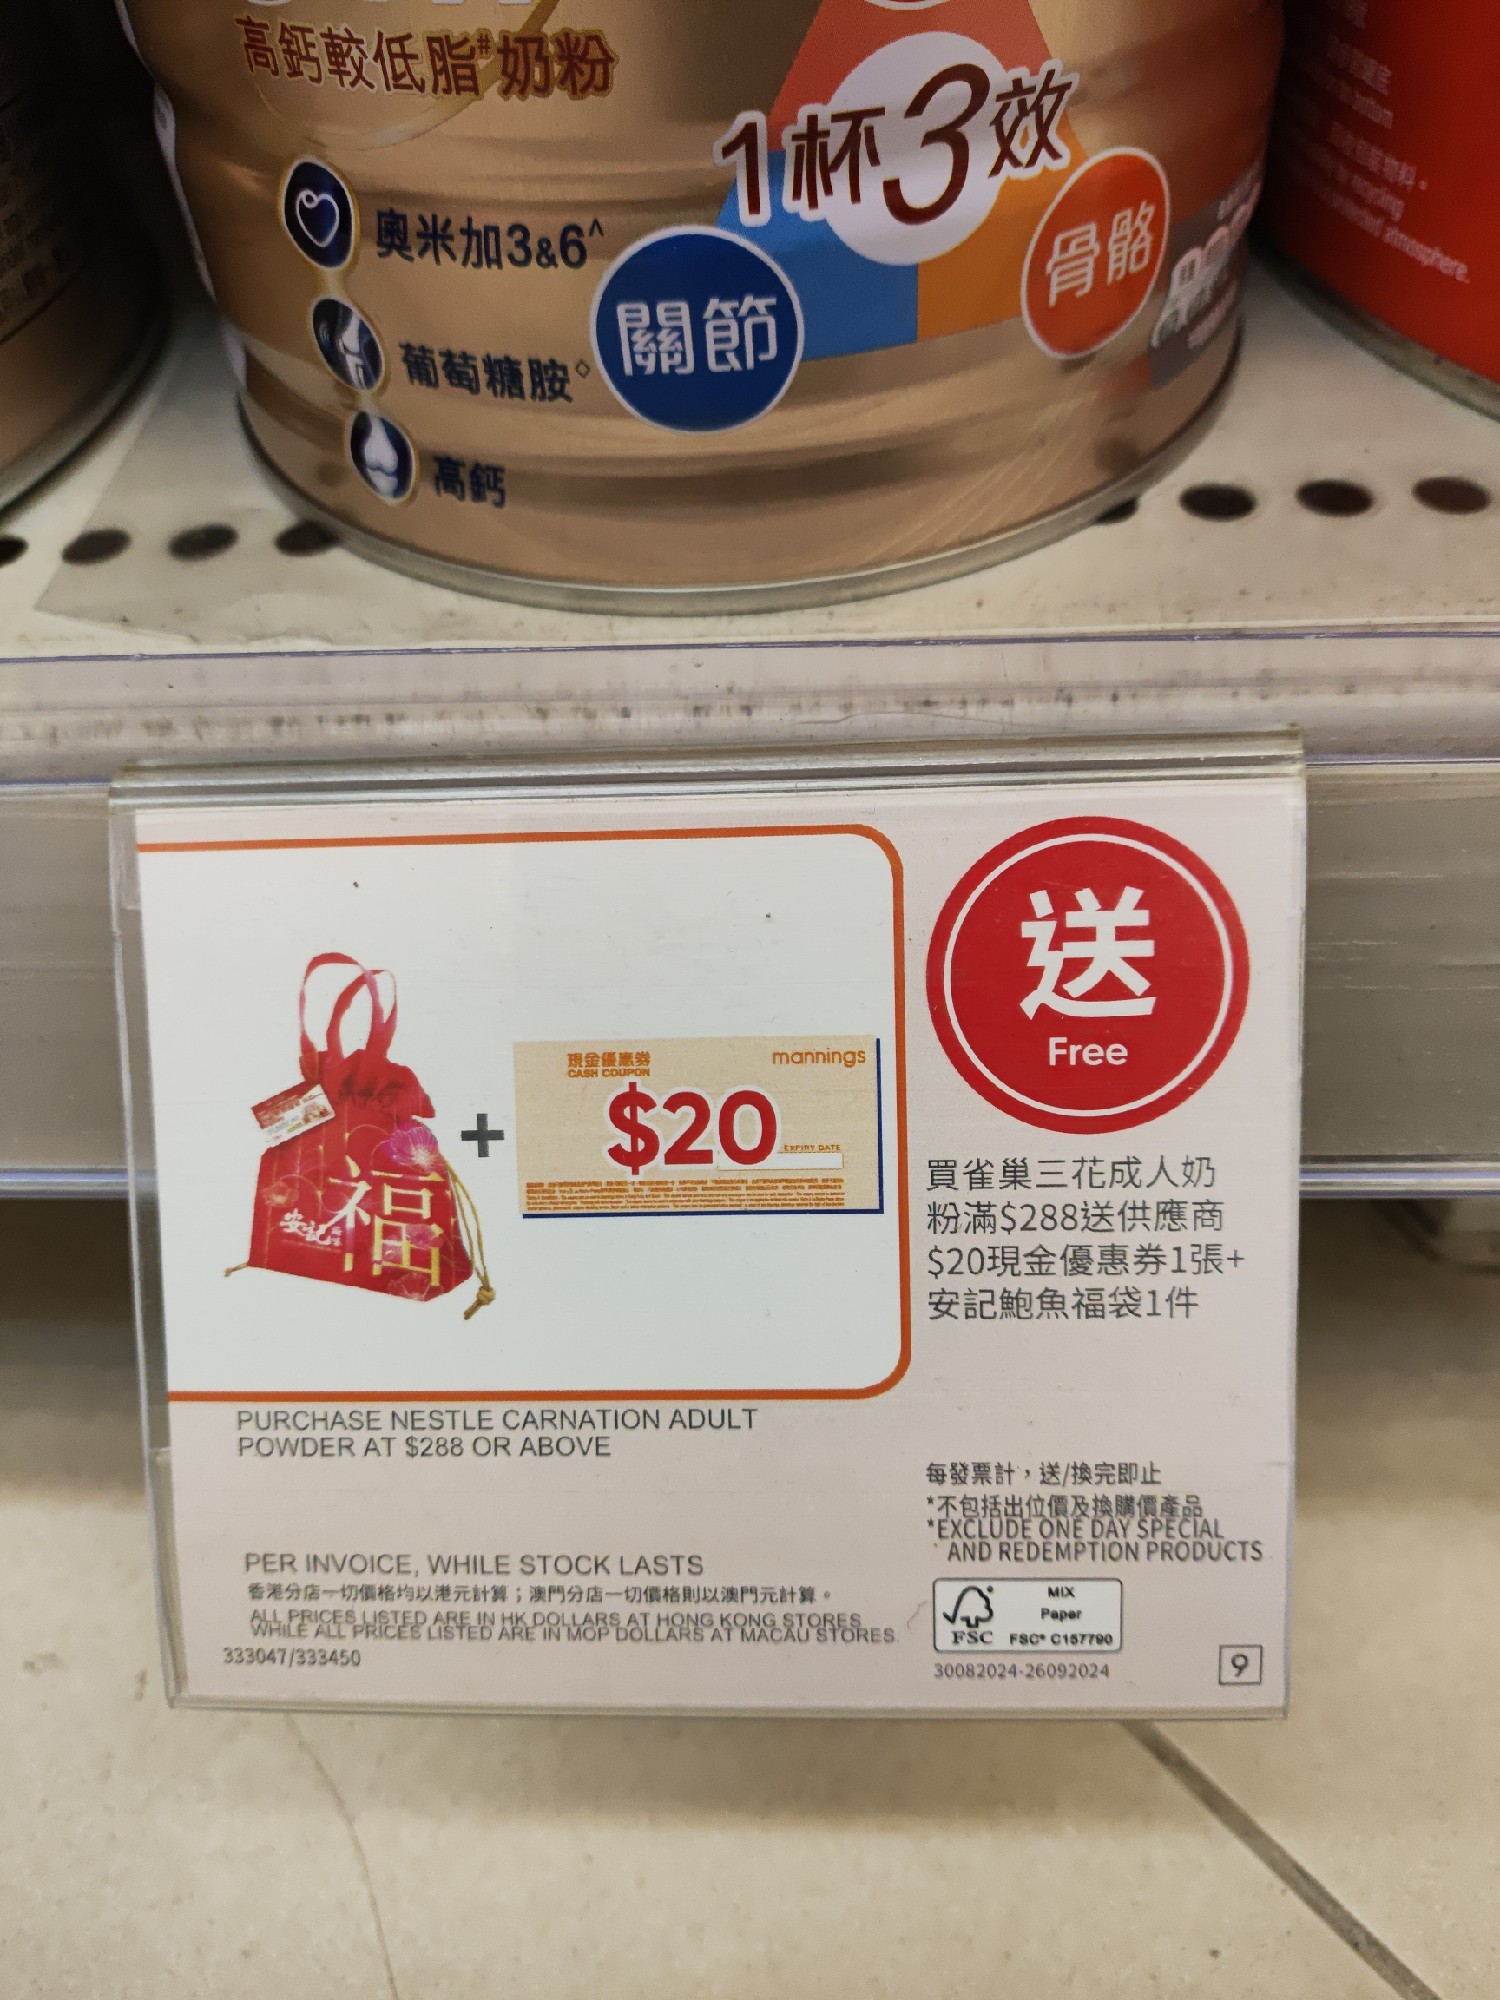 高鈣較低脂#奶粉
1杯3效
奧米加3&6^
關節
骨骼
葡萄糖胺◇
高鈣
送
Free
現金優惠券
CASH COUPON
mannings
$20
EXPIRY DATE
+
福
安記
買雀巢三花成人奶
粉滿$288送供應商
$20現金優惠券1張+
安記鮑魚福袋1件
PURCHASE NESTLE CARNATION ADULT
POWDER AT $288 OR ABOVE
每發票計，送/換完即止
*不包括出位價及換購價產品
*EXCLUDE ONE DAY SPECIAL
AND REDEMPTION PRODUCTS
PER INVOICE, WHILE STOCK LASTS
香港分店一切價格均以港元計算；澳門分店一切價格則以澳門元計算。
ALL PRICES LISTED ARE IN HK DOLLARS AT HONG KONG STORES
WHILE ALL PRICES LISTED ARE IN MOP DOLLARS AT MACAU STORES
333047/333450
FSC
MIX
Paper
FSC® C157790
30082024-26092024
9